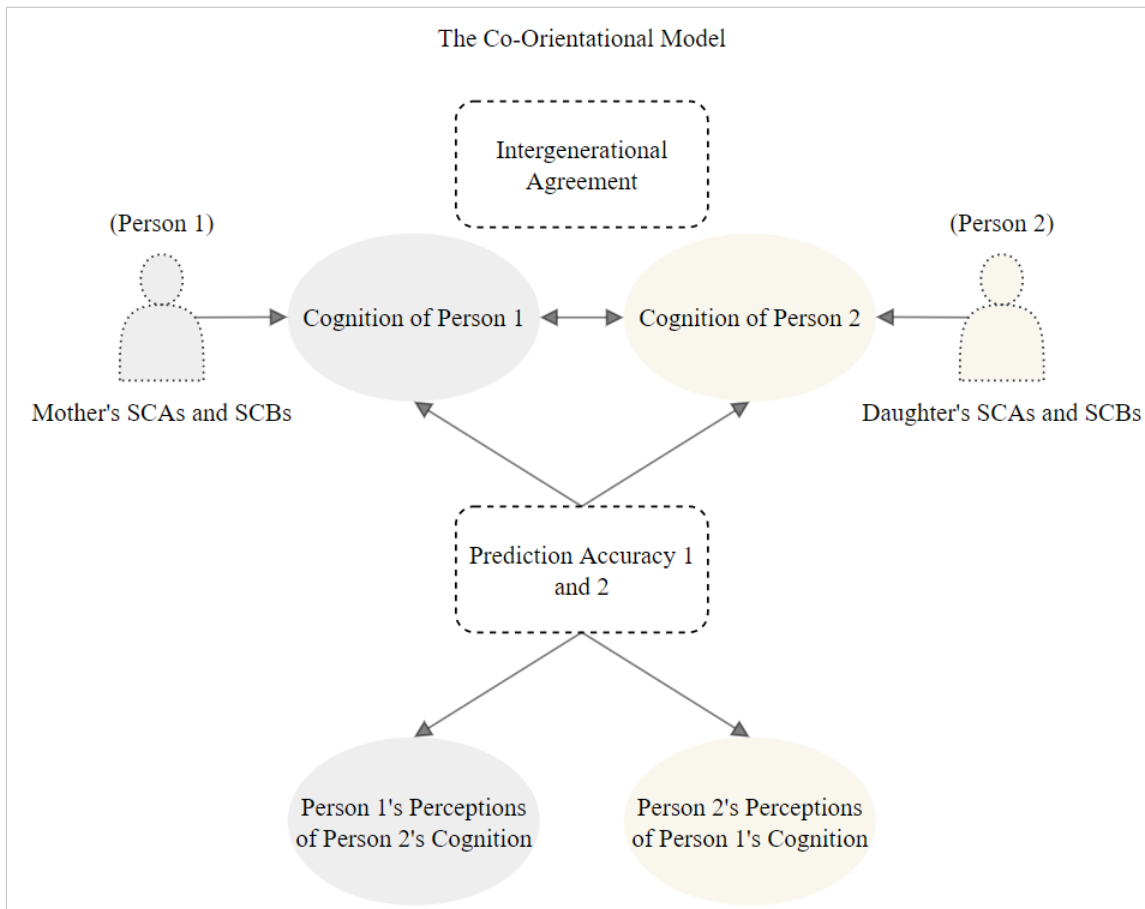 The Co-Orientational Model
Intergenerational
Agreement
(Person 1)
(Person 2)
Cognition of Person 1
Cognition of Person 2
Mother's SCAs and SCBs
Daughter's SCAs and SCBs
Prediction Accuracy 1
and 2
Person 1's Perceptions
of Person 2's Cognition
Person 2's Perceptions
of Person 1's Cognition